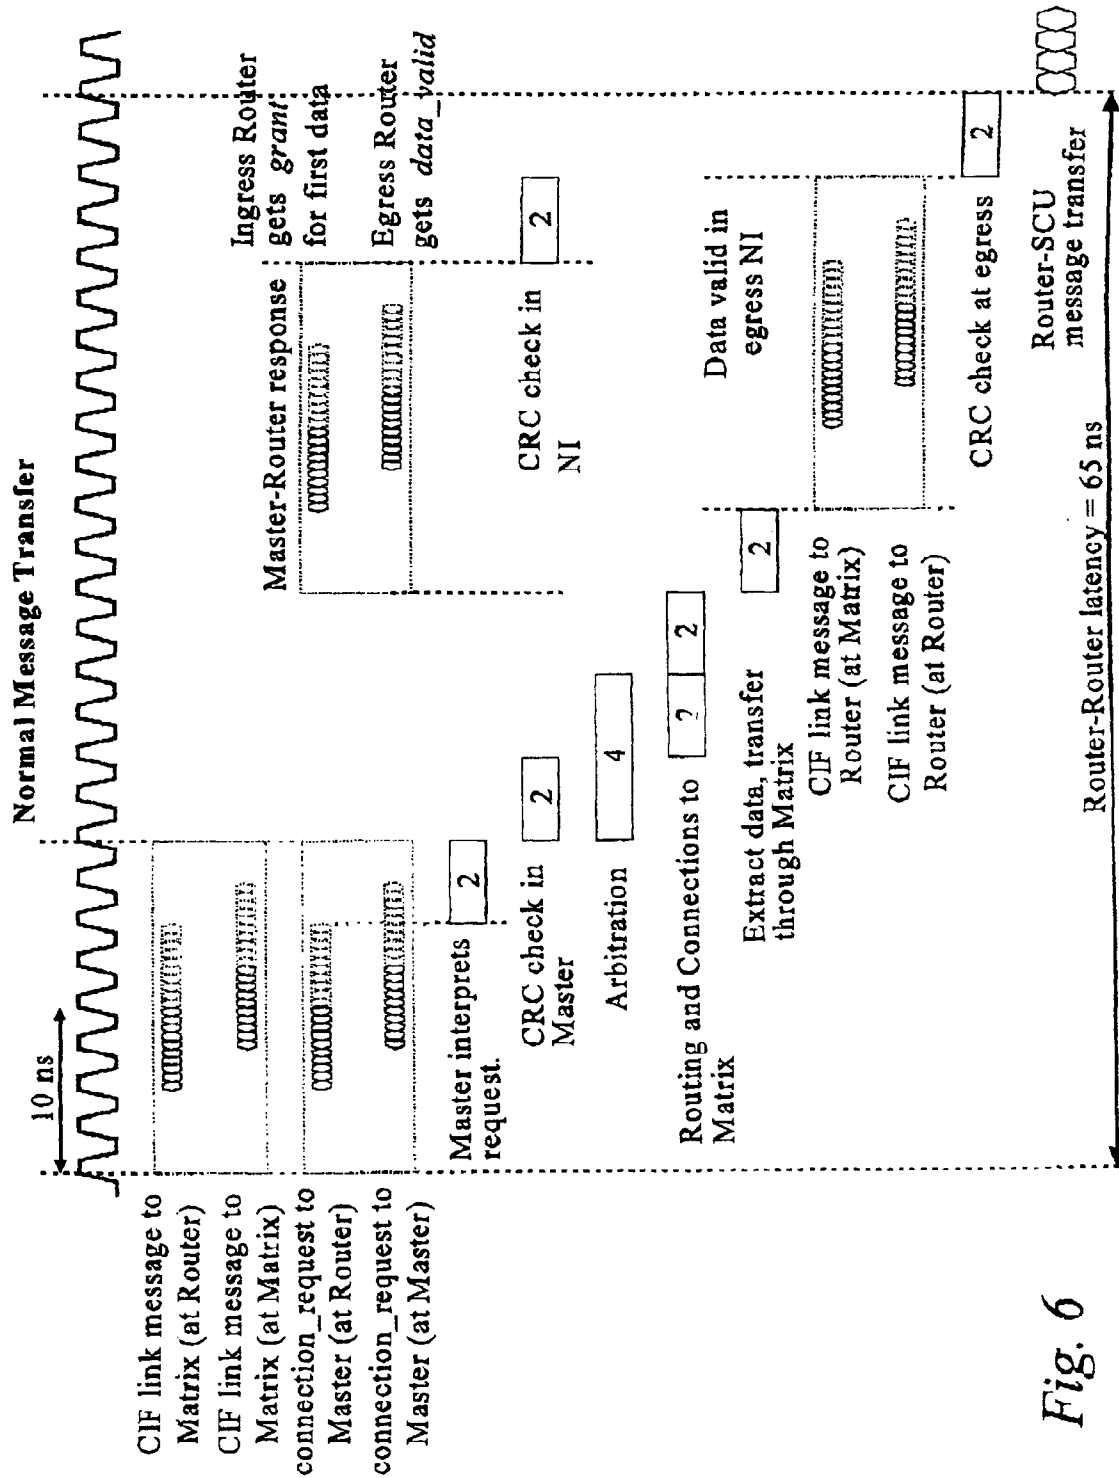 Normal Message Transfer
10 ns
CIF link message to
Matrix (at Router)
CIF link message to
Matrix (at Matrix)
connection_request to
Master (at Router)
connection_request to
Master (at Master)
Master-Router response
Ingress Router
gets grant
for first data
Egress Router
gets data_valid
Master interprets
request.
2
CRC check in
Master
2
CRC check in
NI
2
Arbitration
4
Routing and Connections to
Matrix
2
2
Extract data, transfer
through Matrix
2
Data valid in
egress NI
CIF link message to
Router (at Matrix)
CIF link message to
Router (at Router)
CRC check at egress
2
Router-SCU
message transfer
Router-Router latency = 65 ns
Fig. 6